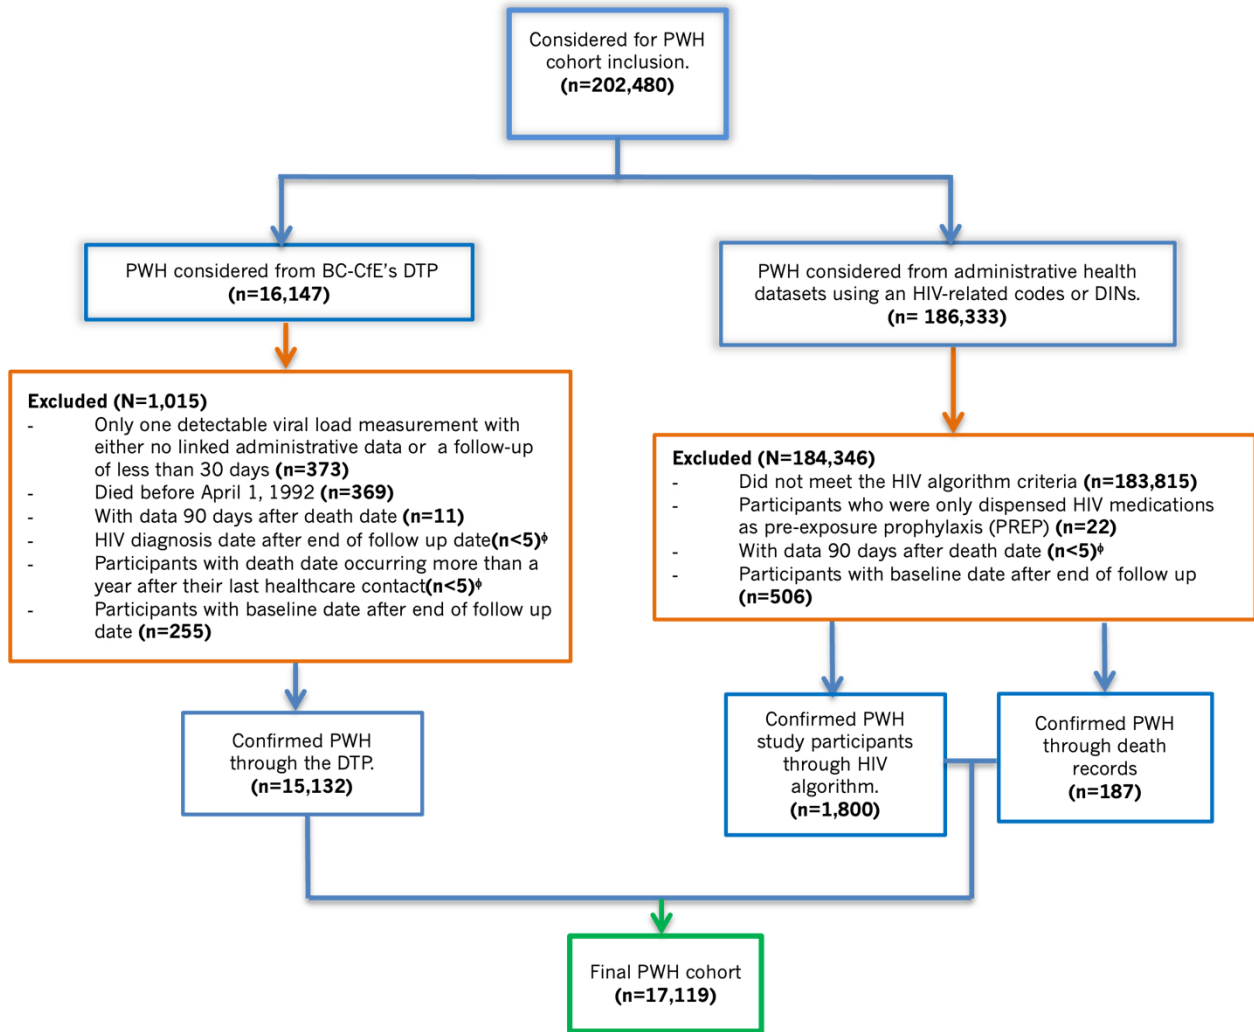 Considered for PWH
cohort inclusion.
(n=202,480)
PWH considered from BC-CfE's DTP
(n=16,147)
PWH considered from administrative health
datasets using an HIV-related codes or DINs.
(n= 186,333)
Excluded (N=1,015)
- Only one detectable viral load measurement with
either no linked administrative data or a follow-up
of less than 30 days (n=373)
- Died before April 1, 1992 (n=369)
- With data 90 days after death date (n=11)
- HIV diagnosis date after end of follow up date(n<5)ᶲ
- Participants with death date occurring more than a
year after their last healthcare contact(n<5)ᶲ
- Participants with baseline date after end of follow up
date (n=255)
Excluded (N=184,346)
- Did not meet the HIV algorithm criteria (n=183,815)
- Participants who were only dispensed HIV medications
as pre-exposure prophylaxis (PREP) (n=22)
- With data 90 days after death date (n<5)ᶲ
- Participants with baseline date after end of follow up
(n=506)
Confirmed PWH
through the DTP.
(n=15,132)
Confirmed PWH
study participants
through HIV
algorithm.
(n=1,800)
Confirmed PWH
through death
records
(n=187)
Final PWH cohort
(n=17,119)